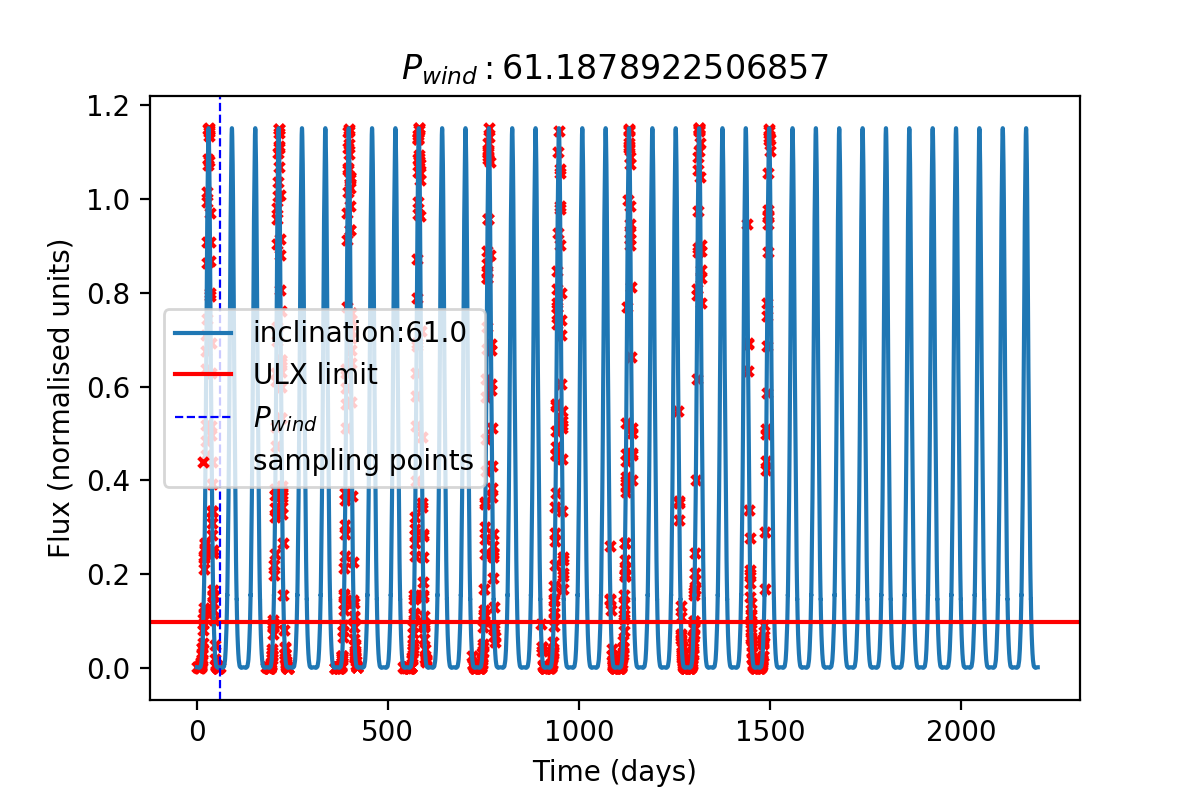 P_wind : 61.1878922506857
Flux (normalised units)
1.2
1.0
0.8
0.6
0.4
0.2
0.0
inclination:61.0
ULX limit
P_wind
sampling points
0 500 1000 1500 2000
Time (days)